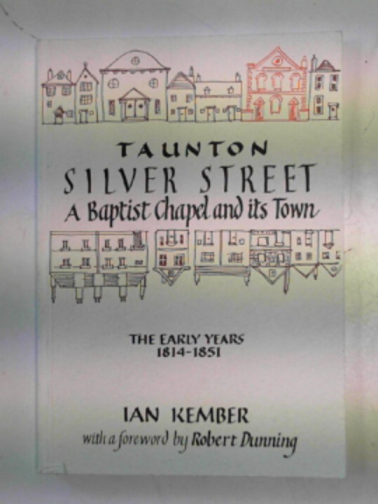 TAUNTON
SILVER STREET
A Baptist Chapel and its Town
THE EARLY YEARS
1814-1851
IAN KEMBER
with a foreword by Robert Dunning